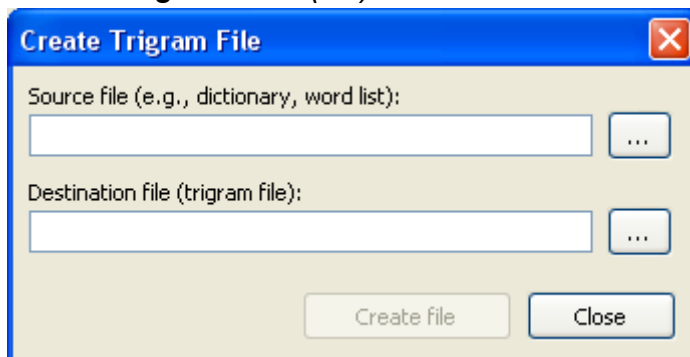 Create Trigram File
Source file (e.g., dictionary, word list):
...
Destination file (trigram file):
...
Create file Close